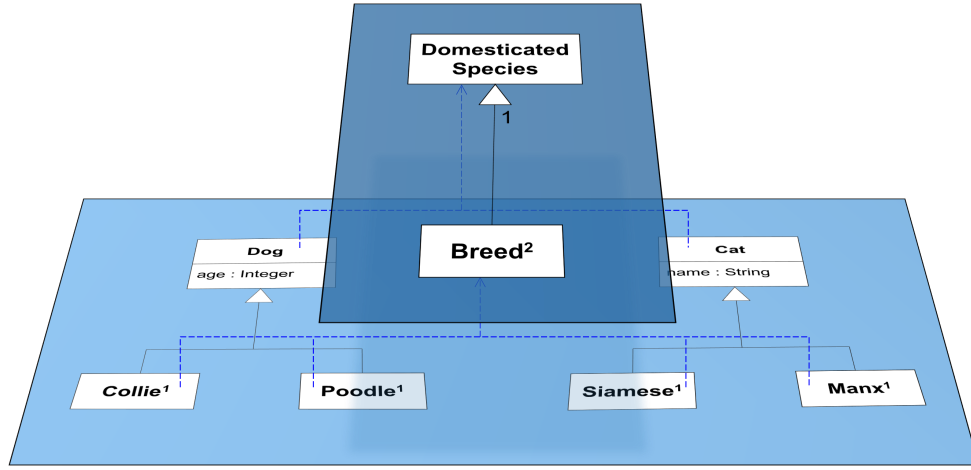 Domesticated
Species
1
Breed²
Dog
age : Integer
Cat
name : String
Collie¹
Poodle¹
Siamese¹
Manx¹